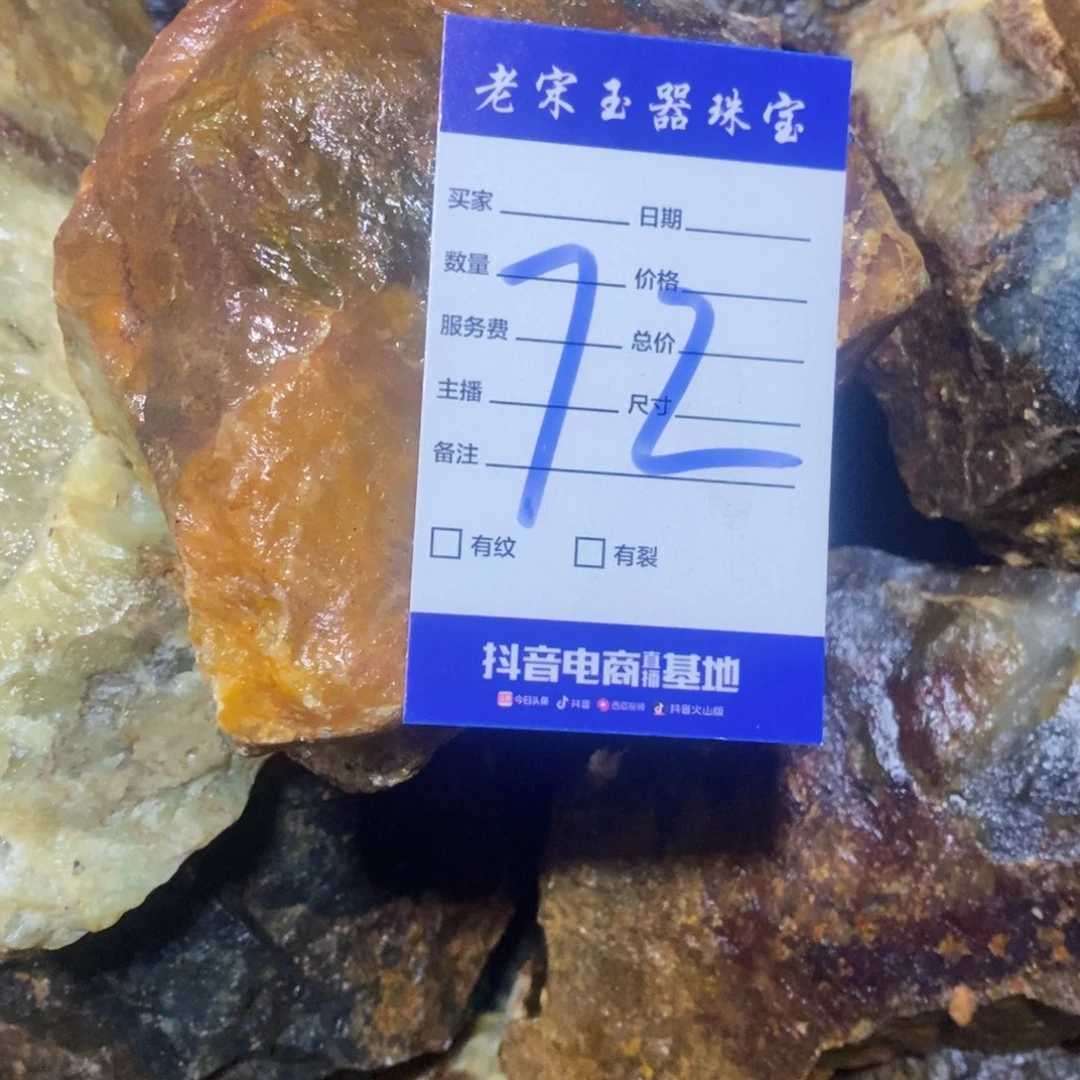 老宋玉器珠宝
买家 日期
数量 价格
服务费 总价
主播 尺寸
备注
72
有纹 有裂
抖音电商直播基地
今日头条 抖音 西瓜视频 抖音火山版